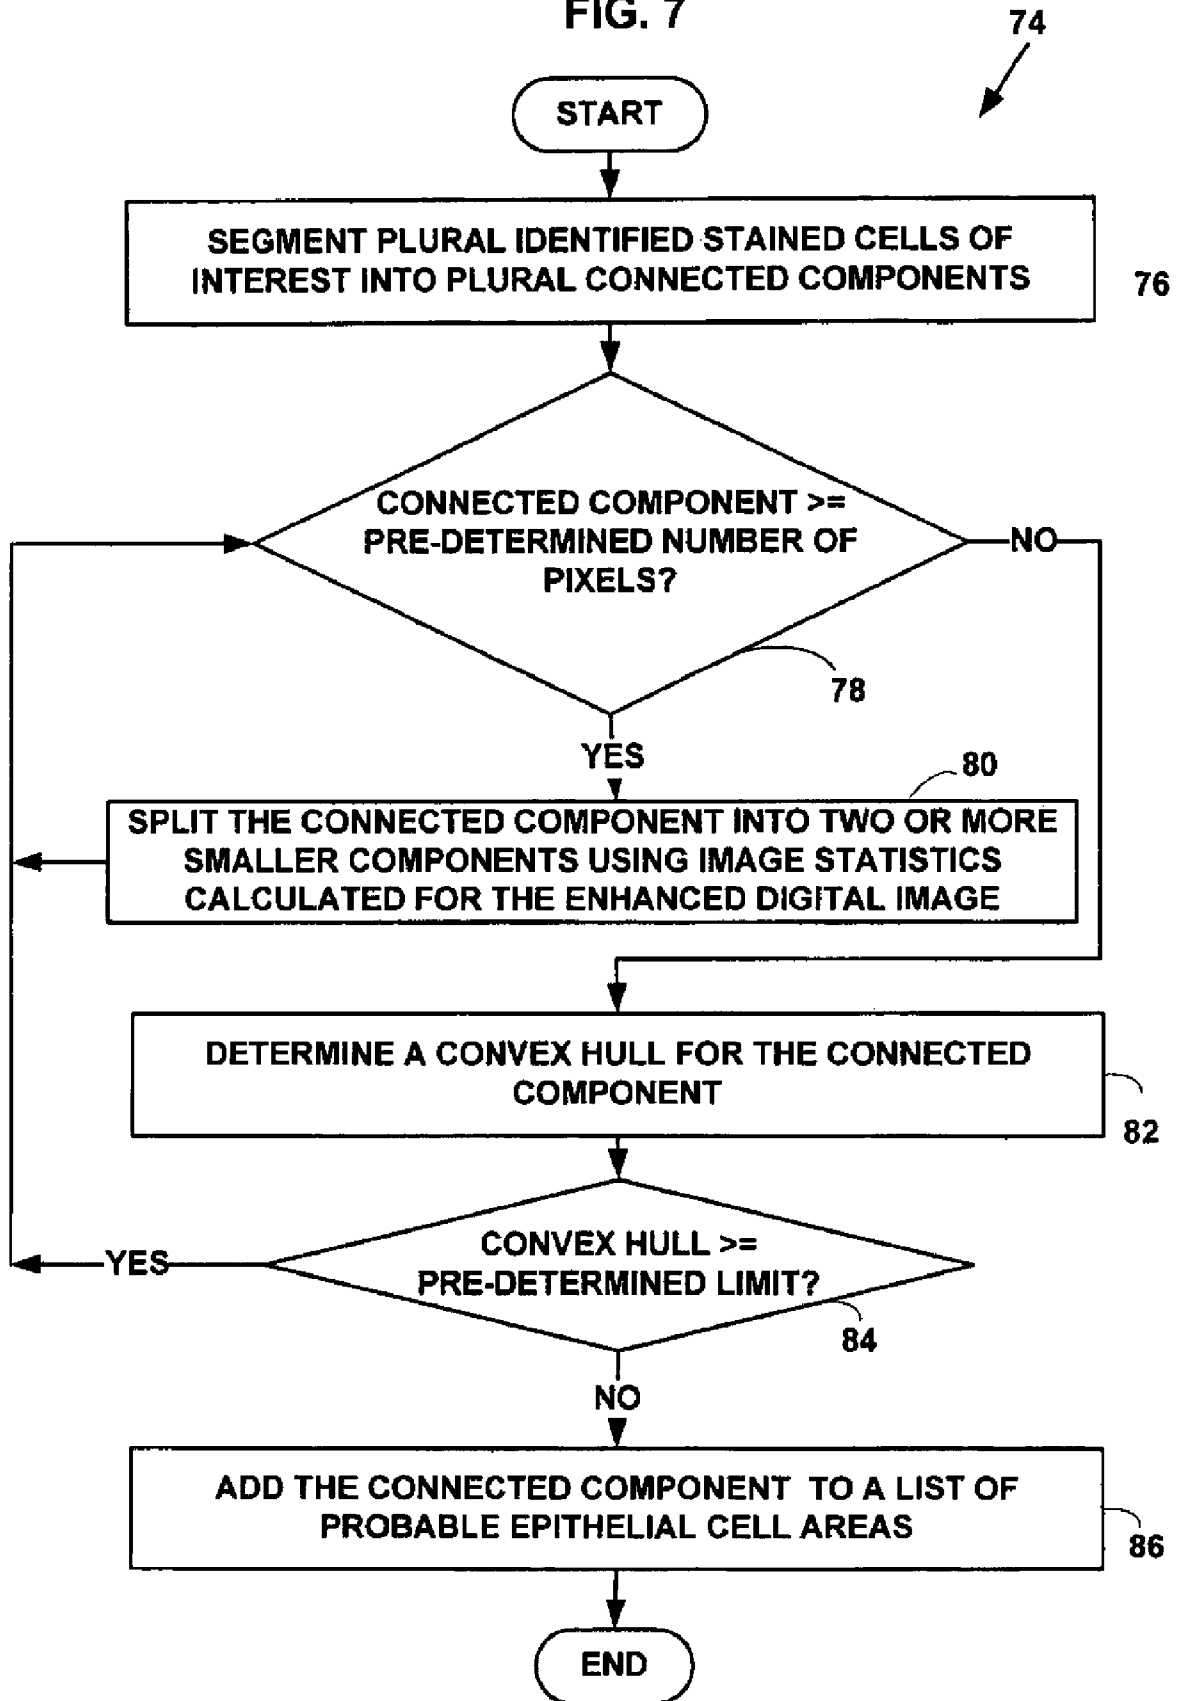 FIG. 7
74
START
SEGMENT PLURAL IDENTIFIED STAINED CELLS OF
INTEREST INTO PLURAL CONNECTED COMPONENTS
76
CONNECTED COMPONENT >=
PRE-DETERMINED NUMBER OF
PIXELS?
NO
78
YES
80
SPLIT THE CONNECTED COMPONENT INTO TWO OR MORE
SMALLER COMPONENTS USING IMAGE STATISTICS
CALCULATED FOR THE ENHANCED DIGITAL IMAGE
DETERMINE A CONVEX HULL FOR THE CONNECTED
COMPONENT
82
CONVEX HULL >=
PRE-DETERMINED LIMIT?
YES
84
NO
ADD THE CONNECTED COMPONENT TO A LIST OF
PROBABLE EPITHELIAL CELL AREAS
86
END